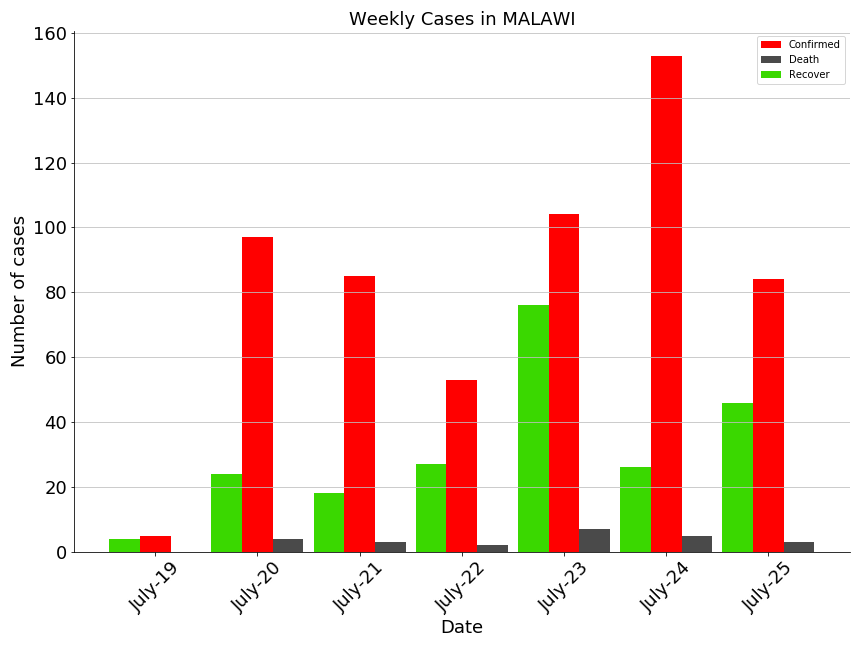 Weekly Cases in MALAWI
Confirmed
Death
Recover
Number of cases
160
140
120
100
80
60
40
20
0
July-19
July-20
July-21
July-22
July-23
July-24
July-25
Date